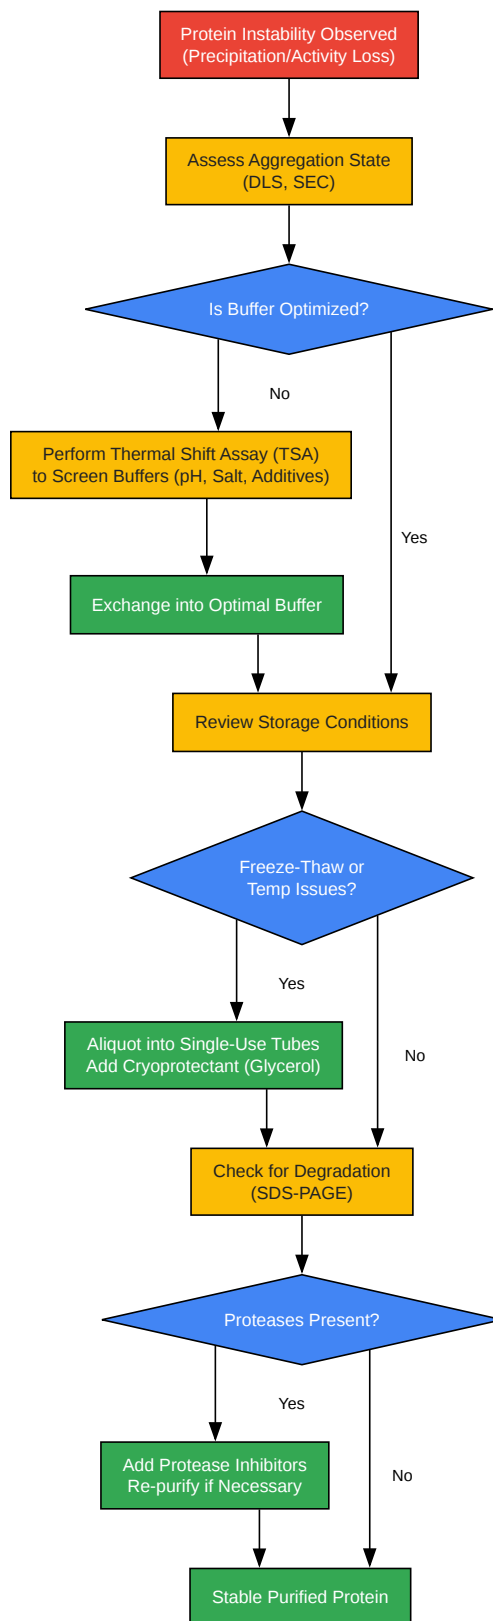 Protein Instability Observed
(Precipitation/Activity Loss)
Assess Aggregation State
(DLS, SEC)
Is Buffer Optimized?
No
Perform Thermal Shift Assay (TSA)
to Screen Buffers (pH, Salt, Additives)
Yes
Exchange into Optimal Buffer
Review Storage Conditions
Freeze-Thaw or
Temp Issues?
Yes
Aliquot into Single-Use Tubes
Add Cryoprotectant (Glycerol)
No
Check for Degradation
(SDS-PAGE)
Proteases Present?
Yes
Add Protease Inhibitors
Re-purify if Necessary
No
Stable Purified Protein